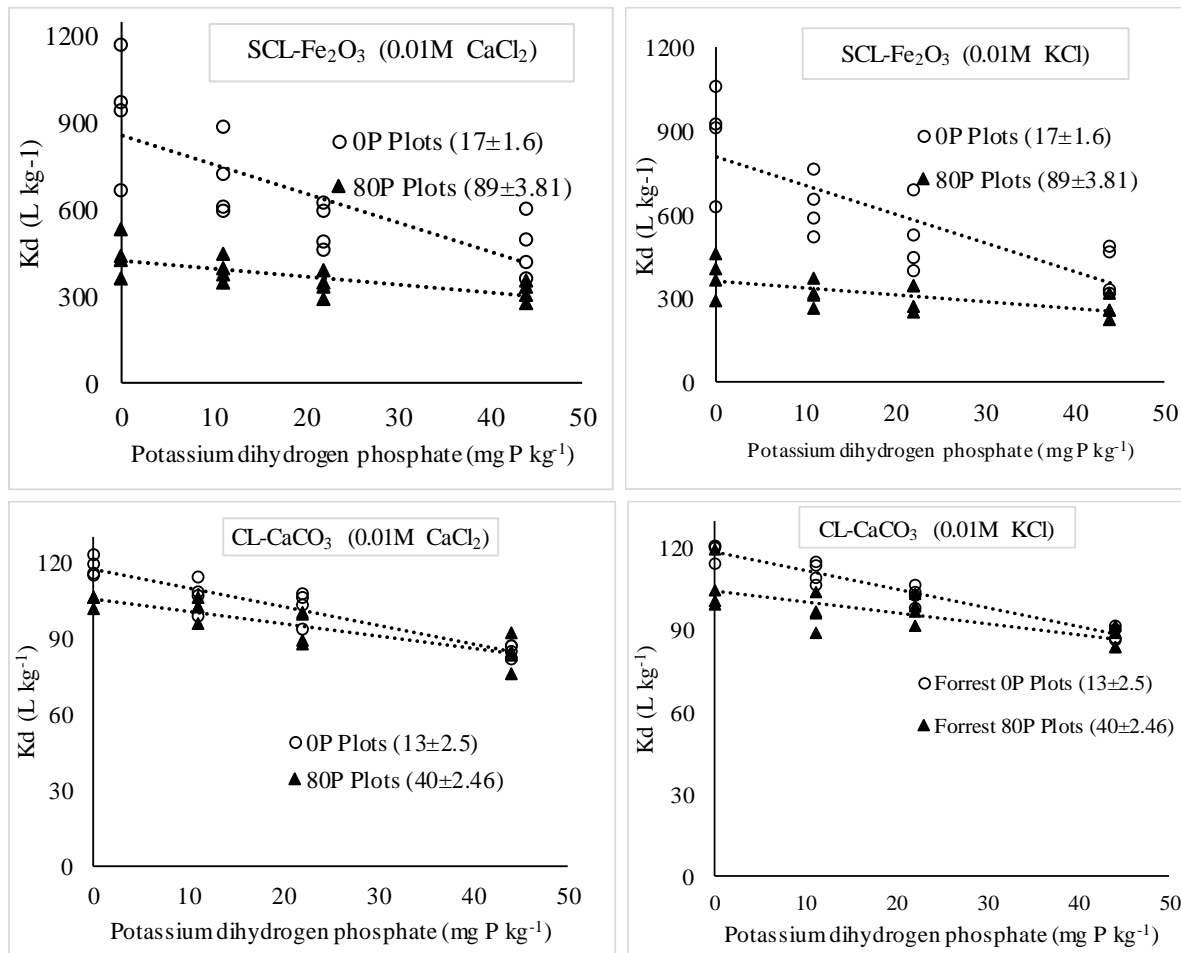 SCL-Fe₂O₃ (0.01M CaCl₂)
0P Plots (17±1.6)
80P Plots (89±3.81)
Kd (L kg-1)
1200
900
600
300
0
0 10 20 30 40 50
Potassium dihydrogen phosphate (mg P kg⁻¹)
SCL-Fe₂O₃ (0.01M KCl)
0P Plots (17±1.6)
80P Plots (89±3.81)
Kd (L kg-1)
1200
900
600
300
0
0 10 20 30 40 50
Potassium dihydrogen phosphate (mg P kg⁻¹)
CL-CaCO₃ (0.01M CaCl₂)
0P Plots (13±2.5)
80P Plots (40±2.46)
Kd (L kg⁻¹)
120
90
60
30
0
0 10 20 30 40 50
Potassium dihydrogen phosphate (mg P kg⁻¹)
CL-CaCO₃ (0.01M KCl)
Forrest 0P Plots (13±2.5)
Forrest 80P Plots (40±2.46)
Kd (L kg⁻¹)
120
90
60
30
0
0 10 20 30 40 50
Potassium dihydrogen phosphate (mg P kg⁻¹)